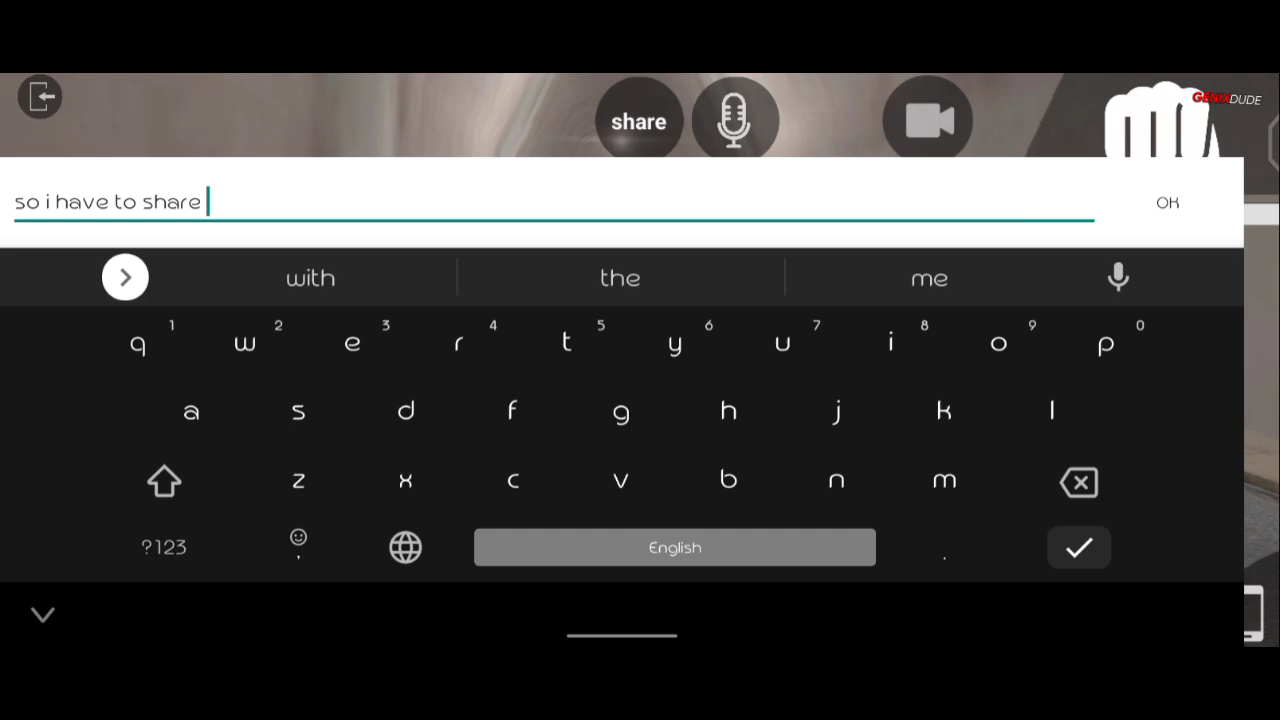 GENIXDUDE
share
so i have to share
OK
with the me
1 2 3 4 5 6 7 8 9 0
q w e r t y u i o p
a s d f g h j k l
z x c v b n m
?123 , English .